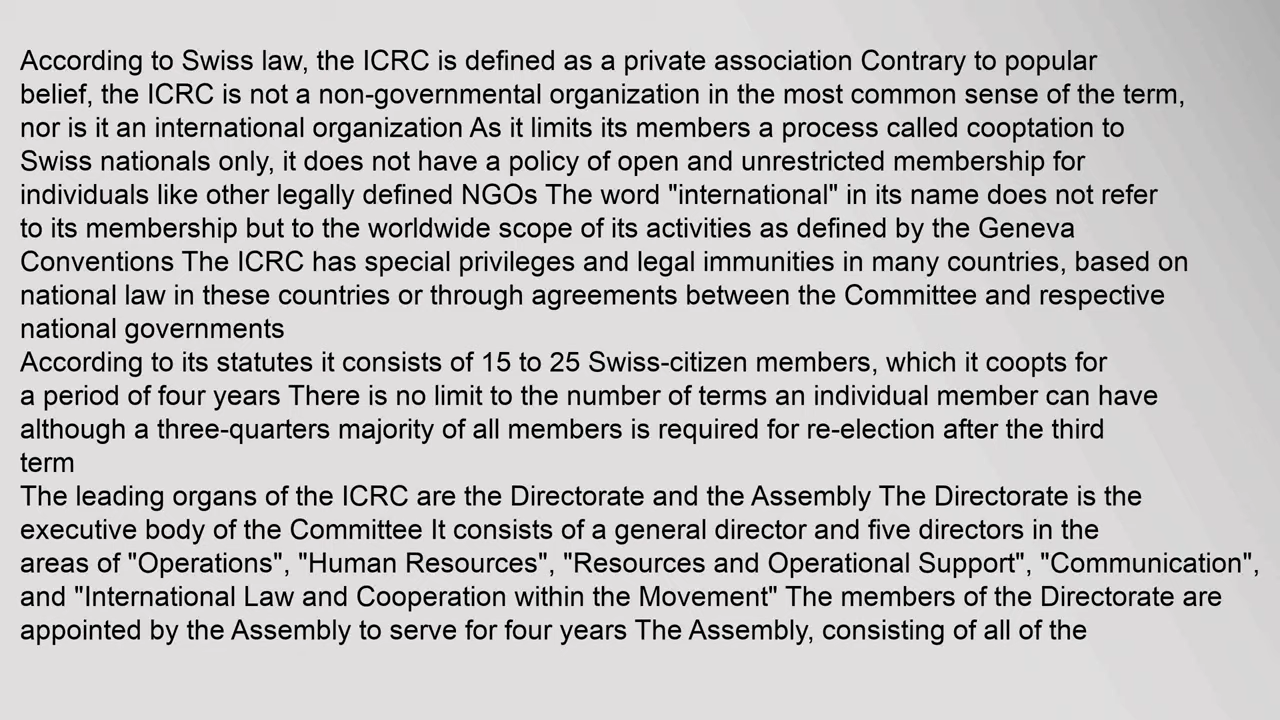 According to Swiss law, the ICRC is defined as a private association Contrary to popular
belief, the ICRC is not a non-governmental organization in the most common sense of the term,
nor is it an international organization As it limits its members a process called cooptation to
Swiss nationals only, it does not have a policy of open and unrestricted membership for
individuals like other legally defined NGOs The word "international" in its name does not refer
to its membership but to the worldwide scope of its activities as defined by the Geneva
Conventions The ICRC has special privileges and legal immunities in many countries, based on
national law in these countries or through agreements between the Committee and respective
national governments
According to its statutes it consists of 15 to 25 Swiss-citizen members, which it coopts for
a period of four years There is no limit to the number of terms an individual member can have
although a three-quarters majority of all members is required for re-election after the third
term
The leading organs of the ICRC are the Directorate and the Assembly The Directorate is the
executive body of the Committee It consists of a general director and five directors in the
areas of "Operations", "Human Resources", "Resources and Operational Support", "Communication",
and "International Law and Cooperation within the Movement" The members of the Directorate are
appointed by the Assembly to serve for four years The Assembly, consisting of all of the